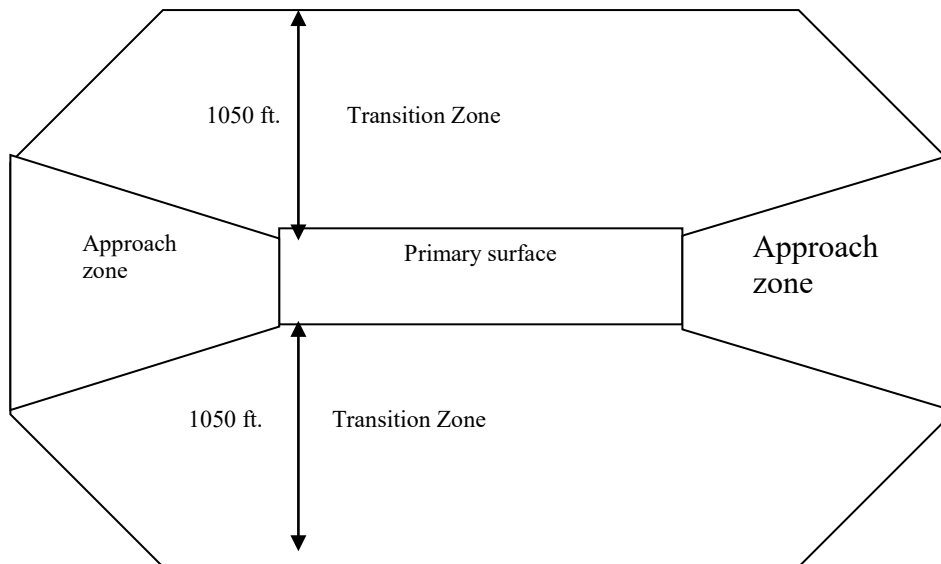 1050 ft.
Transition Zone
Approach
zone
Primary surface
Approach
zone
1050 ft.
Transition Zone